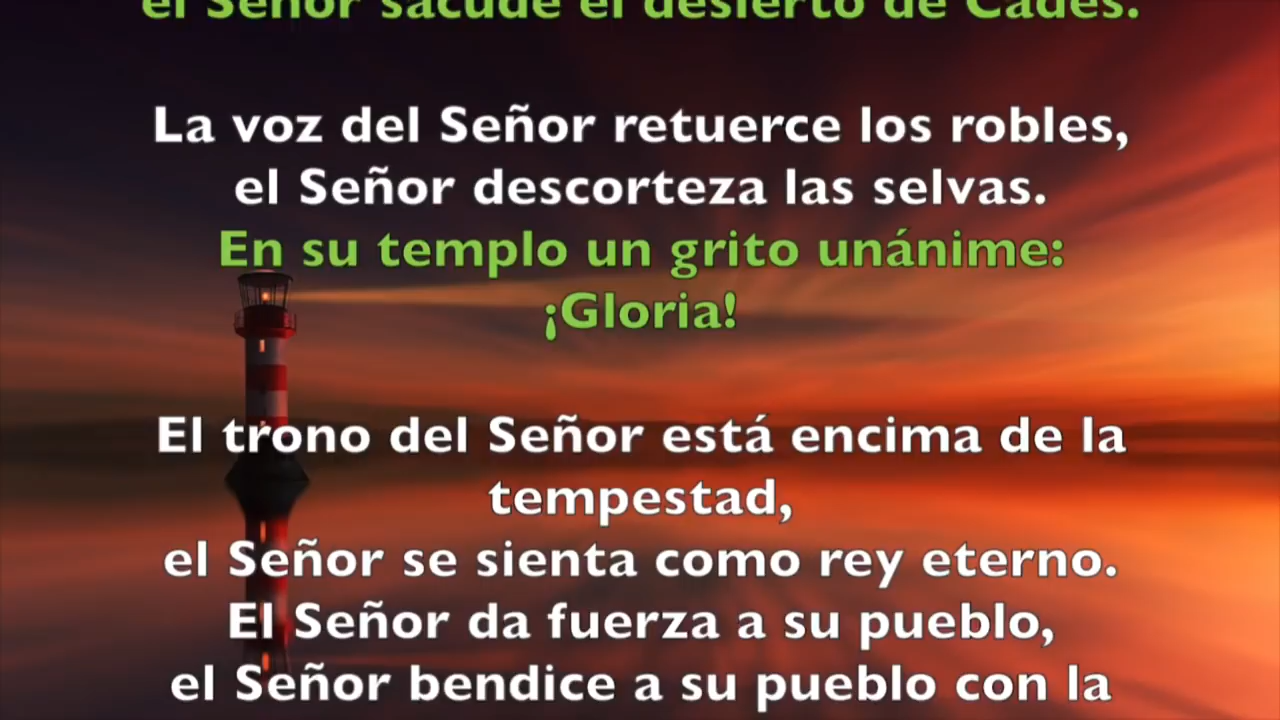 el Señor sacude el desierto de Cades.
La voz del Señor retuerce los robles,
el Señor descorteza las selvas.
En su templo un grito unánime:
¡Gloria!
El trono del Señor está encima de la
tempestad,
el Señor se sienta como rey eterno.
El Señor da fuerza a su pueblo,
el Señor bendice a su pueblo con la